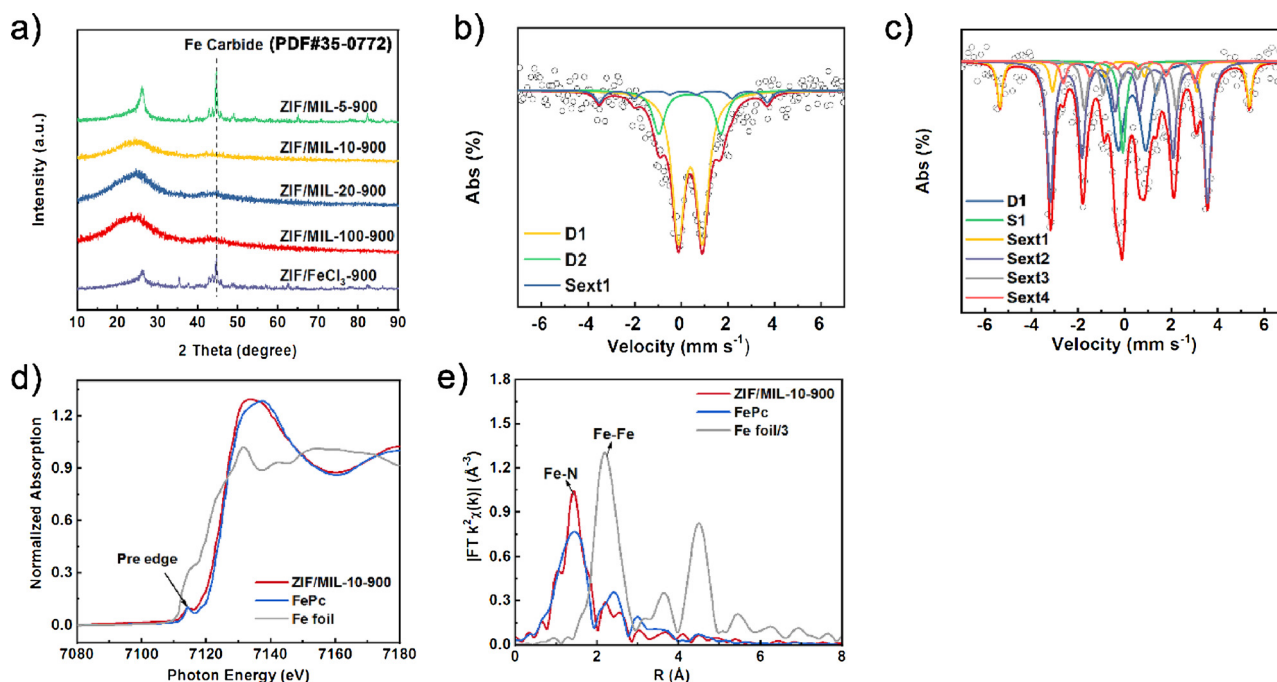 a)
Fe Carbide (PDF#35-0772)
ZIF/MIL-5-900
ZIF/MIL-10-900
ZIF/MIL-20-900
ZIF/MIL-100-900
ZIF/FeCl₃-900
Intensity (a.u.)
10 20 30 40 50 60 70 80 90
2 Theta (degree)
b)
Abs (%)
D1
D2
Sext1
-6 -4 -2 0 2 4 6
Velocity (mm s⁻¹)
c)
Abs (%)
D1
S1
Sext1
Sext2
Sext3
Sext4
-6 -4 -2 0 2 4 6
Velocity (mm s⁻¹)
d)
Normalized Absorption
1.2
0.9
0.6
0.3
0.0
Pre edge
ZIF/MIL-10-900
FePc
Fe foil
7080 7100 7120 7140 7160 7180
Photon Energy (eV)
e)
|FT k²χ(k)| (Å⁻³)
1.8
1.5
1.2
0.9
0.6
0.3
0.0
Fe-N
Fe-Fe
ZIF/MIL-10-900
FePc
Fe foil/3
0 2 4 6 8
R (Å)